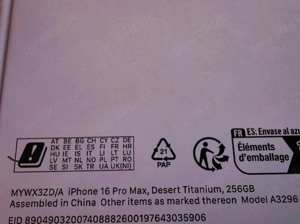 AT BE BG CH CY CZ DE
DK EE EL ES FI FR HR
HU IE IS IT LI LT LU
LV MT NL NO PL PT RO
SE SI SK TR UA UK(NI)
21
PAP
FR
Éléments
d'emballage
ES: Envase al azu
MYWX3ZD/A iPhone 16 Pro Max, Desert Titanium, 256GB
Assembled in China Other items as marked thereon Model A3296
EID 89049032007408882600197643035906